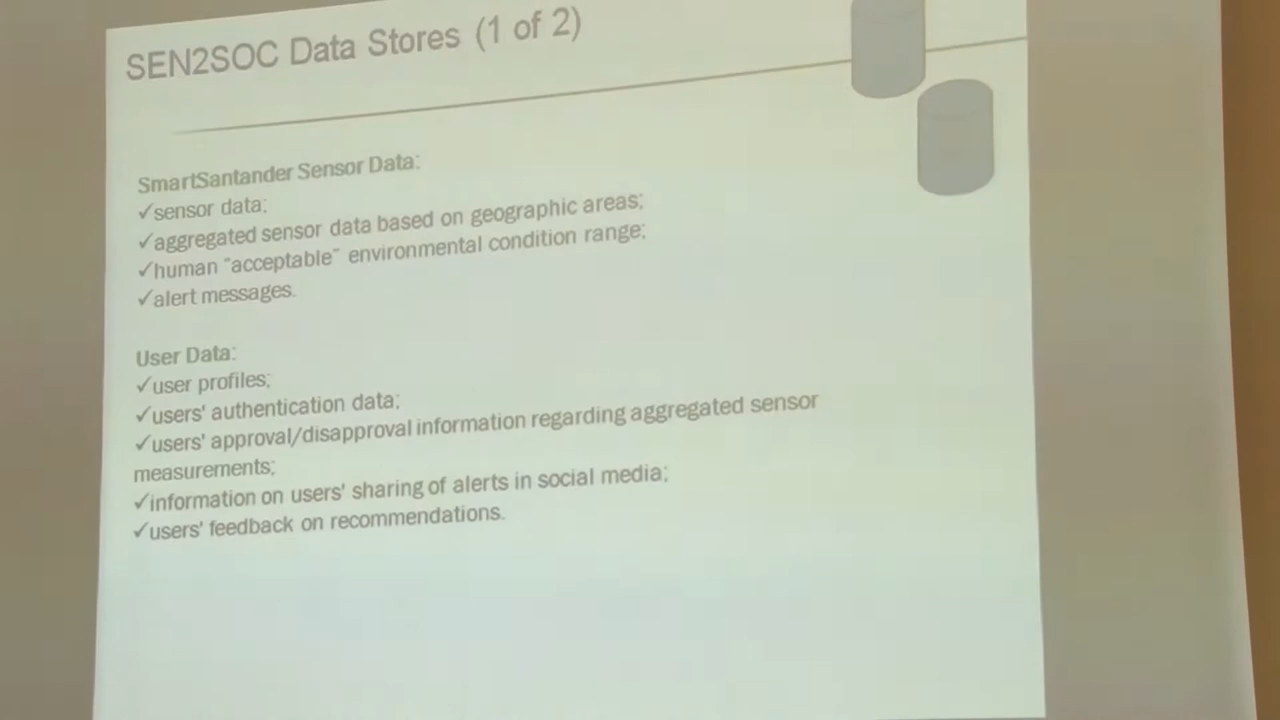 SEN2SOC Data Stores (1 of 2)
SmartSantander Sensor Data:
✓sensor data;
✓aggregated sensor data based on geographic areas;
✓human "acceptable" environmental condition range;
✓alert messages.
User Data:
✓user profiles;
✓users' authentication data;
✓users' approval/disapproval information regarding aggregated sensor
measurements;
✓information on users' sharing of alerts in social media;
✓users' feedback on recommendations.